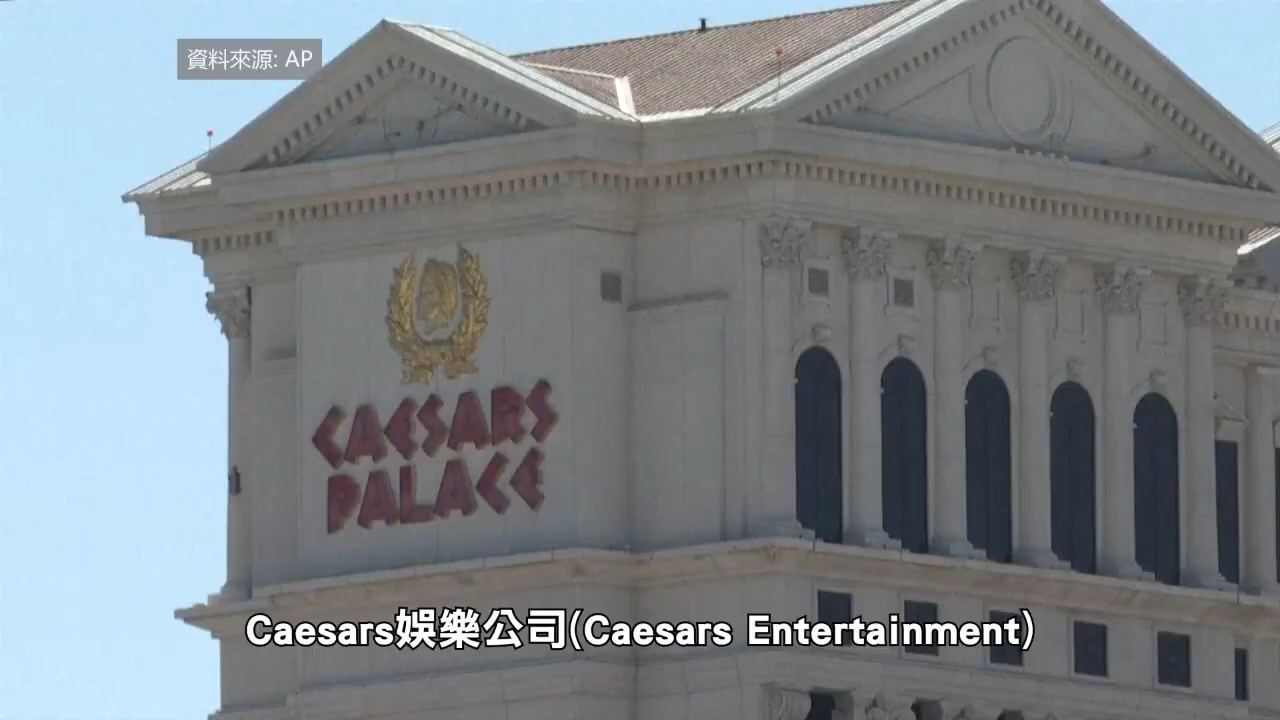 資料來源: AP
CAESARS
PALACE
Caesars娛樂公司(Caesars Entertainment)